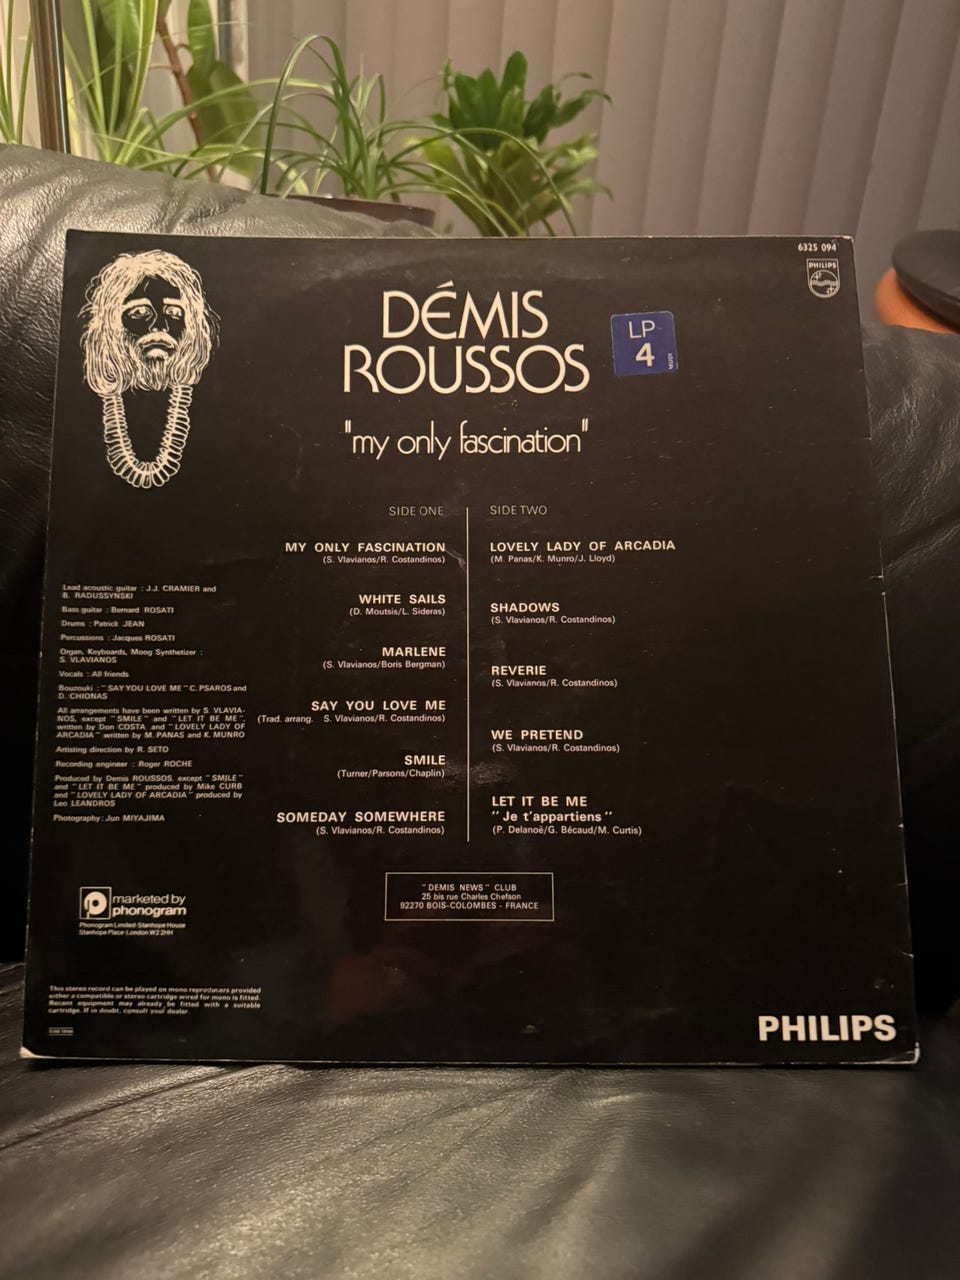 6325 094
PHILIPS
DÉMIS
ROUSSOS
LP
4
"my only fascination"
SIDE ONE
MY ONLY FASCINATION
(S. Vlavianos/R. Costandinos)
WHITE SAILS
(D. Moutsis/L. Sideras)
MARLENE
(S. Vlavianos/Boris Bergman)
SAY YOU LOVE ME
(Trad. arrang. S. Vlavianos/R. Costandinos)
SMILE
(Turner/Parsons/Chaplin)
SOMEDAY SOMEWHERE
(S. Vlavianos/R. Costandinos)
SIDE TWO
LOVELY LADY OF ARCADIA
(M. Panas/K. Munro/J. Lloyd)
SHADOWS
(S. Vlavianos/R. Costandinos)
REVERIE
(S. Vlavianos/R. Costandinos)
WE PRETEND
(S. Vlavianos/R. Costandinos)
LET IT BE ME
"Je t'appartiens"
(P. Delanoë/G. Bécaud/M. Curtis)
Lead acoustic guitar : J.J. CRAMIER and
B. RADUSSYNSKI
Bass guitar : Bernard ROSATI
Drums : Patrick JEAN
Percussions : Jacques ROSATI
Organ, Keyboards, Moog Synthetizer :
S. VLAVIANOS
Vocals : All friends
Bouzouki : "SAY YOU LOVE ME" C. PSAROS and
D. CHIONAS
All arrangements have been written by S. VLAVIA-
NOS, except "SMILE" and "LET IT BE ME",
written by Don COSTA and "LOVELY LADY OF
ARCADIA" written by M. PANAS and K. MUNRO
Artisting direction by R. SETO
Recording engineer : Roger ROCHE
Produced by Demis ROUSSOS, except "SMILE"
and "LET IT BE ME" produced by Mike CURB
and "LOVELY LADY OF ARCADIA" produced by
Leo LEANDROS
Photography : Jun MIYAJIMA
marketed by
phonogram
Phonogram Limited·Stanhope House
Stanhope Place·London W2 2HH
"DEMIS NEWS" CLUB
25 bis rue Charles Chefson
92270 BOIS-COLOMBES - FRANCE
This stereo record can be played on mono reproducers provided
either a compatible or stereo cartridge wired for mono is fitted.
Recent equipment may already be fitted with a suitable
cartridge. If in doubt, consult your dealer.
PHILIPS